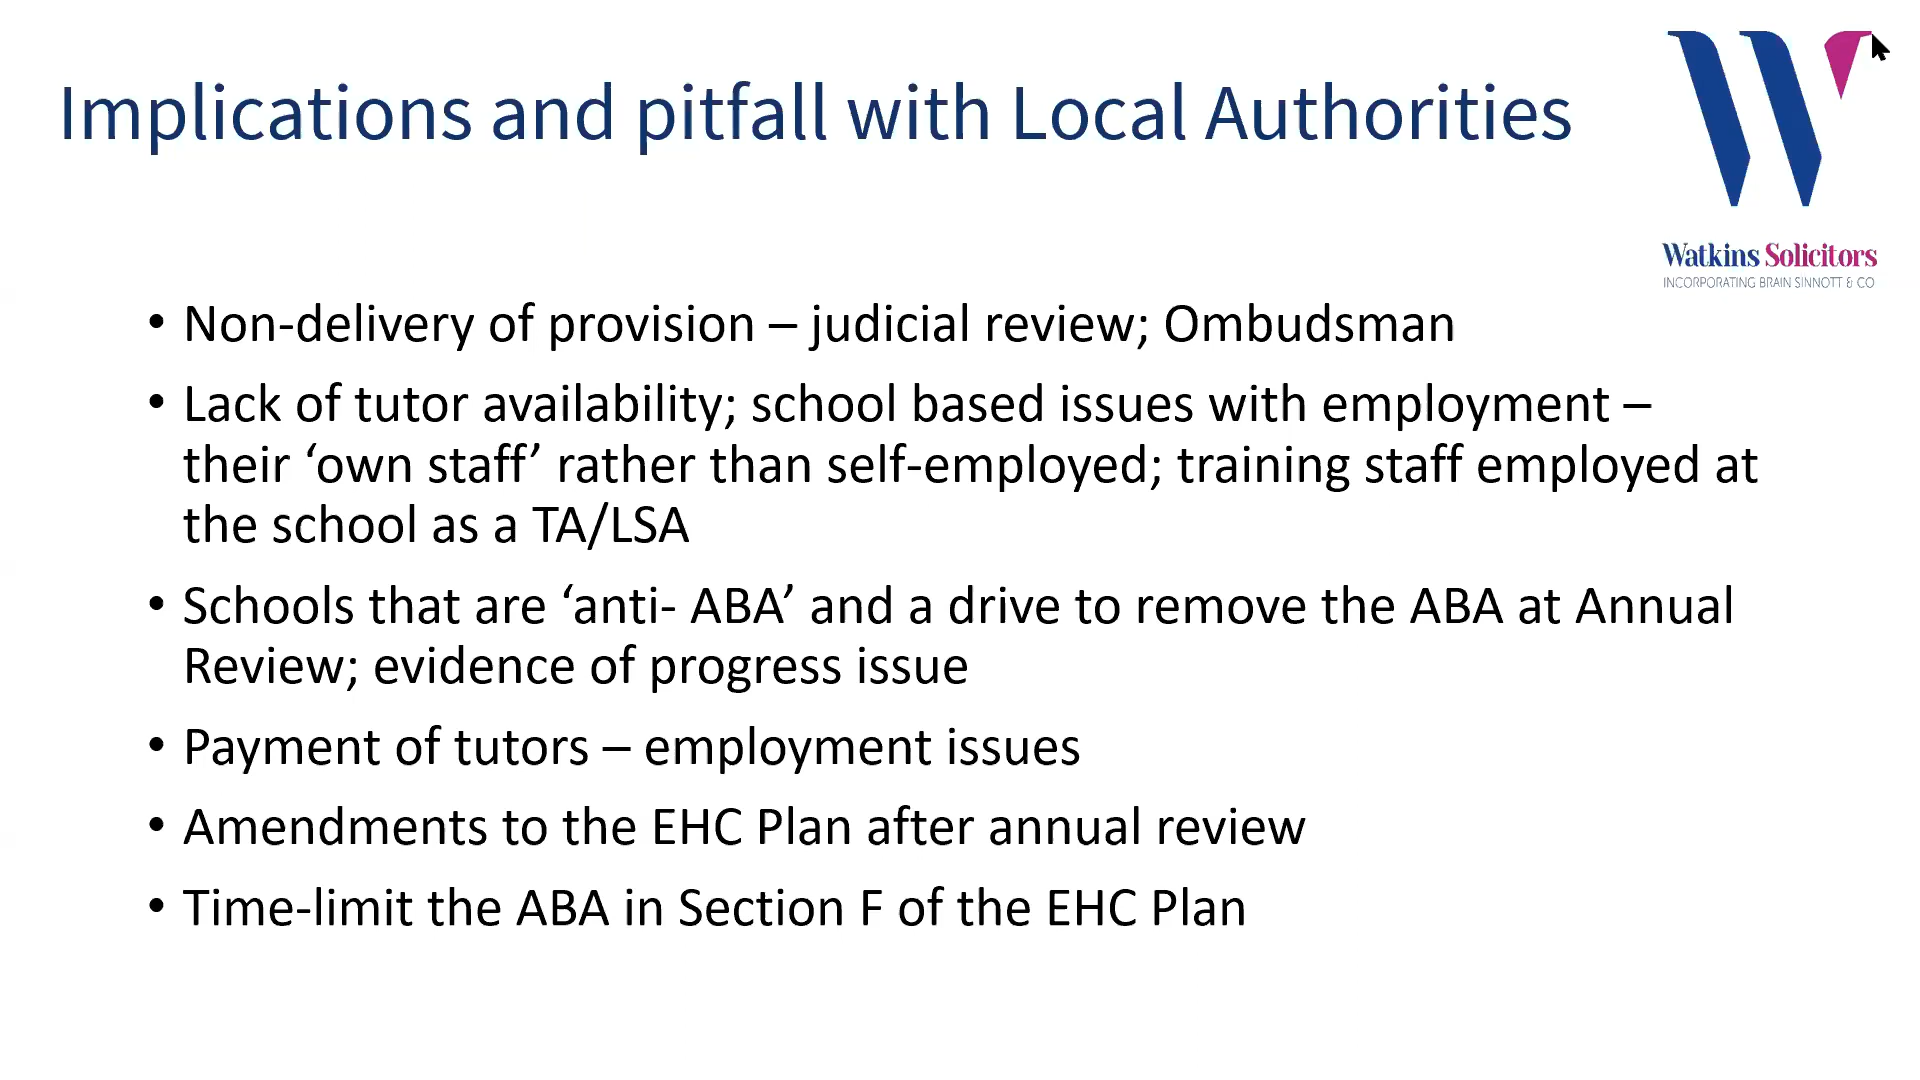 Implications and pitfall with Local Authorities
Watkins Solicitors
INCORPORATING BRAIN SINNOTT & CO
• Non-delivery of provision – judicial review; Ombudsman
• Lack of tutor availability; school based issues with employment –
their ‘own staff’ rather than self-employed; training staff employed at
the school as a TA/LSA
• Schools that are ‘anti- ABA’ and a drive to remove the ABA at Annual
Review; evidence of progress issue
• Payment of tutors – employment issues
• Amendments to the EHC Plan after annual review
• Time-limit the ABA in Section F of the EHC Plan